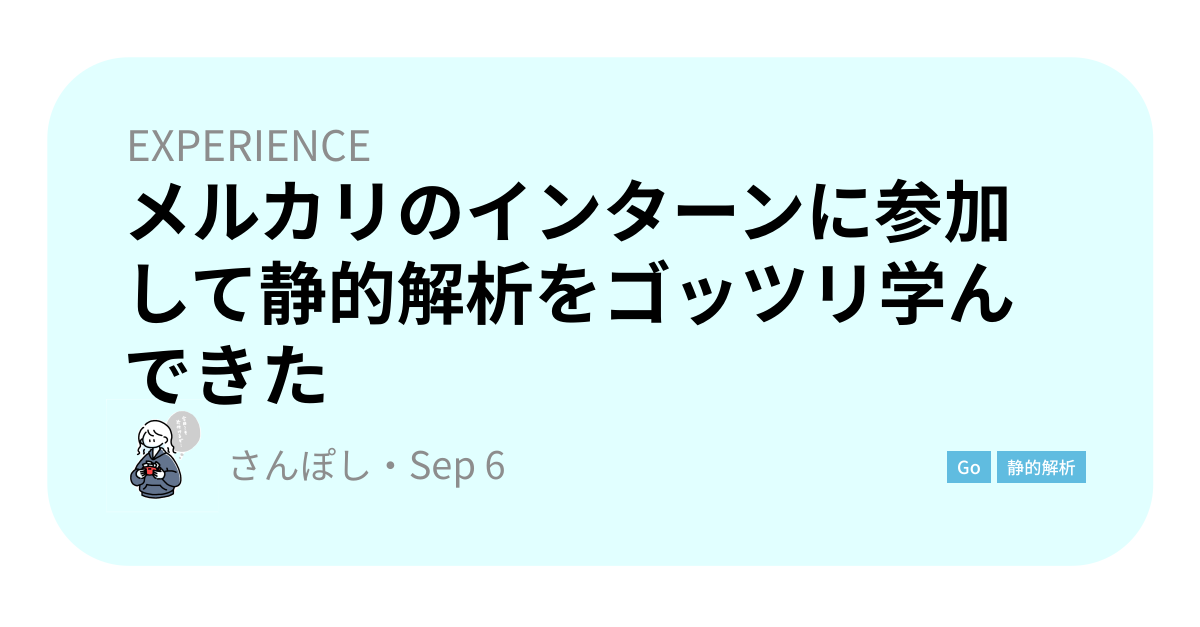 EXPERIENCE
メルカリのインターンに参加
して静的解析をゴッツリ学ん
できた
さんぽし・Sep 6
Go
静的解析